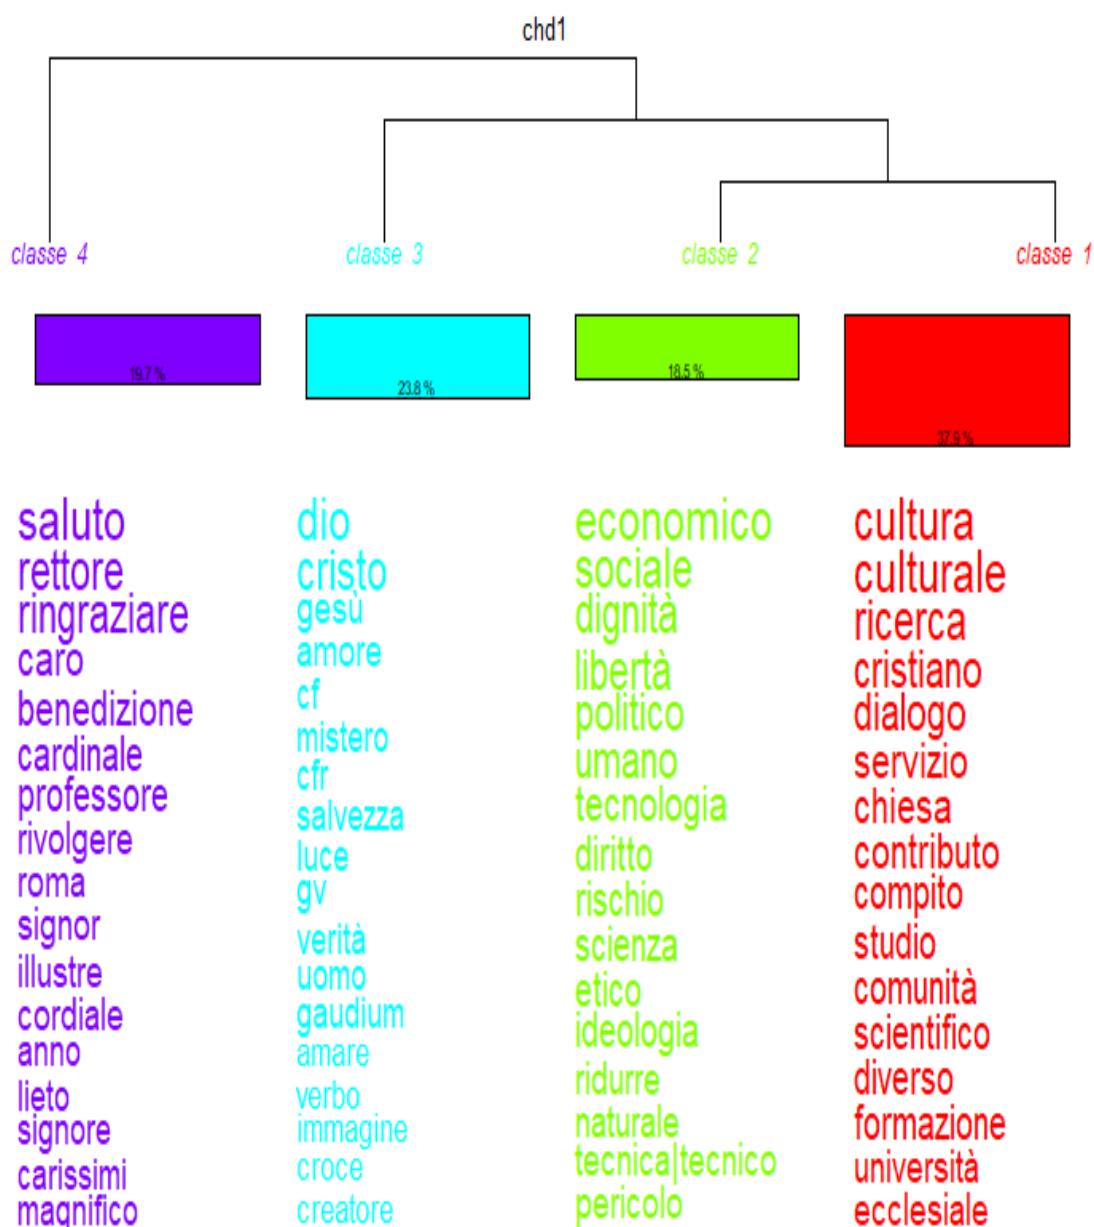 chd1
classe 4
classe 3
classe 2
classe 1
19.7 %
23.8 %
18.5 %
37.9 %
saluto
rettore
ringraziare
caro
benedizione
cardinale
professore
rivolgere
roma
signor
illustre
cordiale
anno
lieto
signore
carissimi
magnifico
dio
cristo
gesù
amore
cf
mistero
cfr
salvezza
luce
gv
verità
uomo
gaudium
amare
verbo
immagine
croce
creatore
economico
sociale
dignità
libertà
politico
umano
tecnologia
diritto
rischio
scienza
etico
ideologia
ridurre
naturale
tecnica|tecnico
pericolo
cultura
culturale
ricerca
cristiano
dialogo
servizio
chiesa
contributo
compito
studio
comunità
scientifico
diverso
formazione
università
ecclesiale